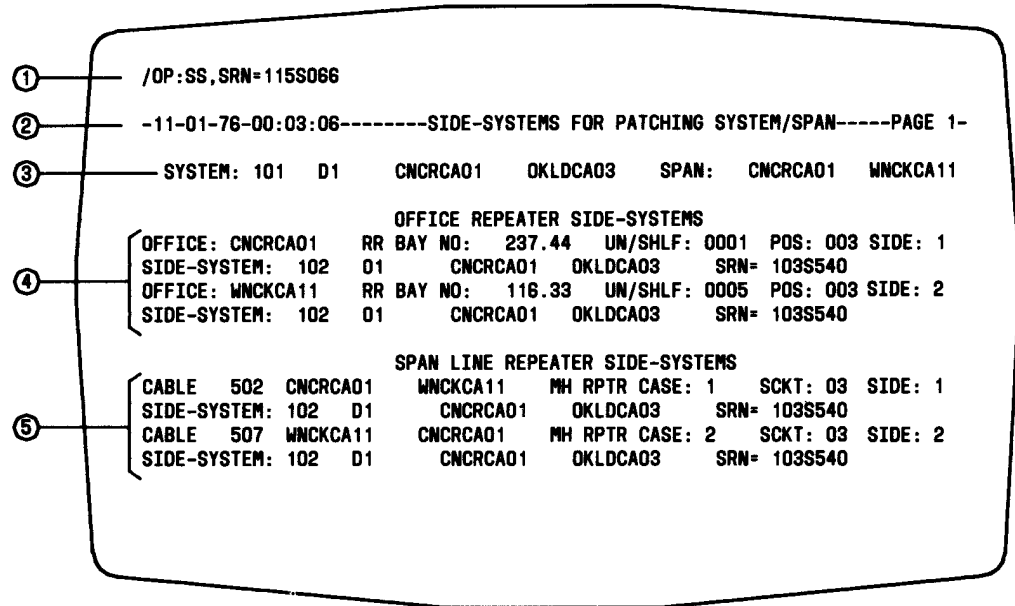 ① /OP:SS,SRN=115S066
② -11-01-76-00:03:06--------SIDE-SYSTEMS FOR PATCHING SYSTEM/SPAN-----PAGE 1-
③ SYSTEM: 101 D1 CNCRCA01 OKLDCA03 SPAN: CNCRCA01 WNCKCA11
OFFICE REPEATER SIDE-SYSTEMS
④ OFFICE: CNCRCA01 RR BAY NO: 237.44 UN/SHLF: 0001 POS: 003 SIDE: 1
SIDE-SYSTEM: 102 01 CNCRCA01 OKLDCA03 SRN= 103S540
OFFICE: WNCKCA11 RR BAY NO: 116.33 UN/SHLF: 0005 POS: 003 SIDE: 2
SIDE-SYSTEM: 102 01 CNCRCA01 OKLDCA03 SRN= 103S540
SPAN LINE REPEATER SIDE-SYSTEMS
⑤ CABLE 502 CNCRCA01 WNCKCA11 MH RPTR CASE: 1 SCKT: 03 SIDE: 1
SIDE-SYSTEM: 102 D1 CNCRCA01 OKLDCA03 SRN= 103S540
CABLE 507 WNCKCA11 CNCRCA01 MH RPTR CASE: 2 SCKT: 03 SIDE: 2
SIDE-SYSTEM: 102 D1 CNCRCA01 OKLDCA03 SRN= 103S540